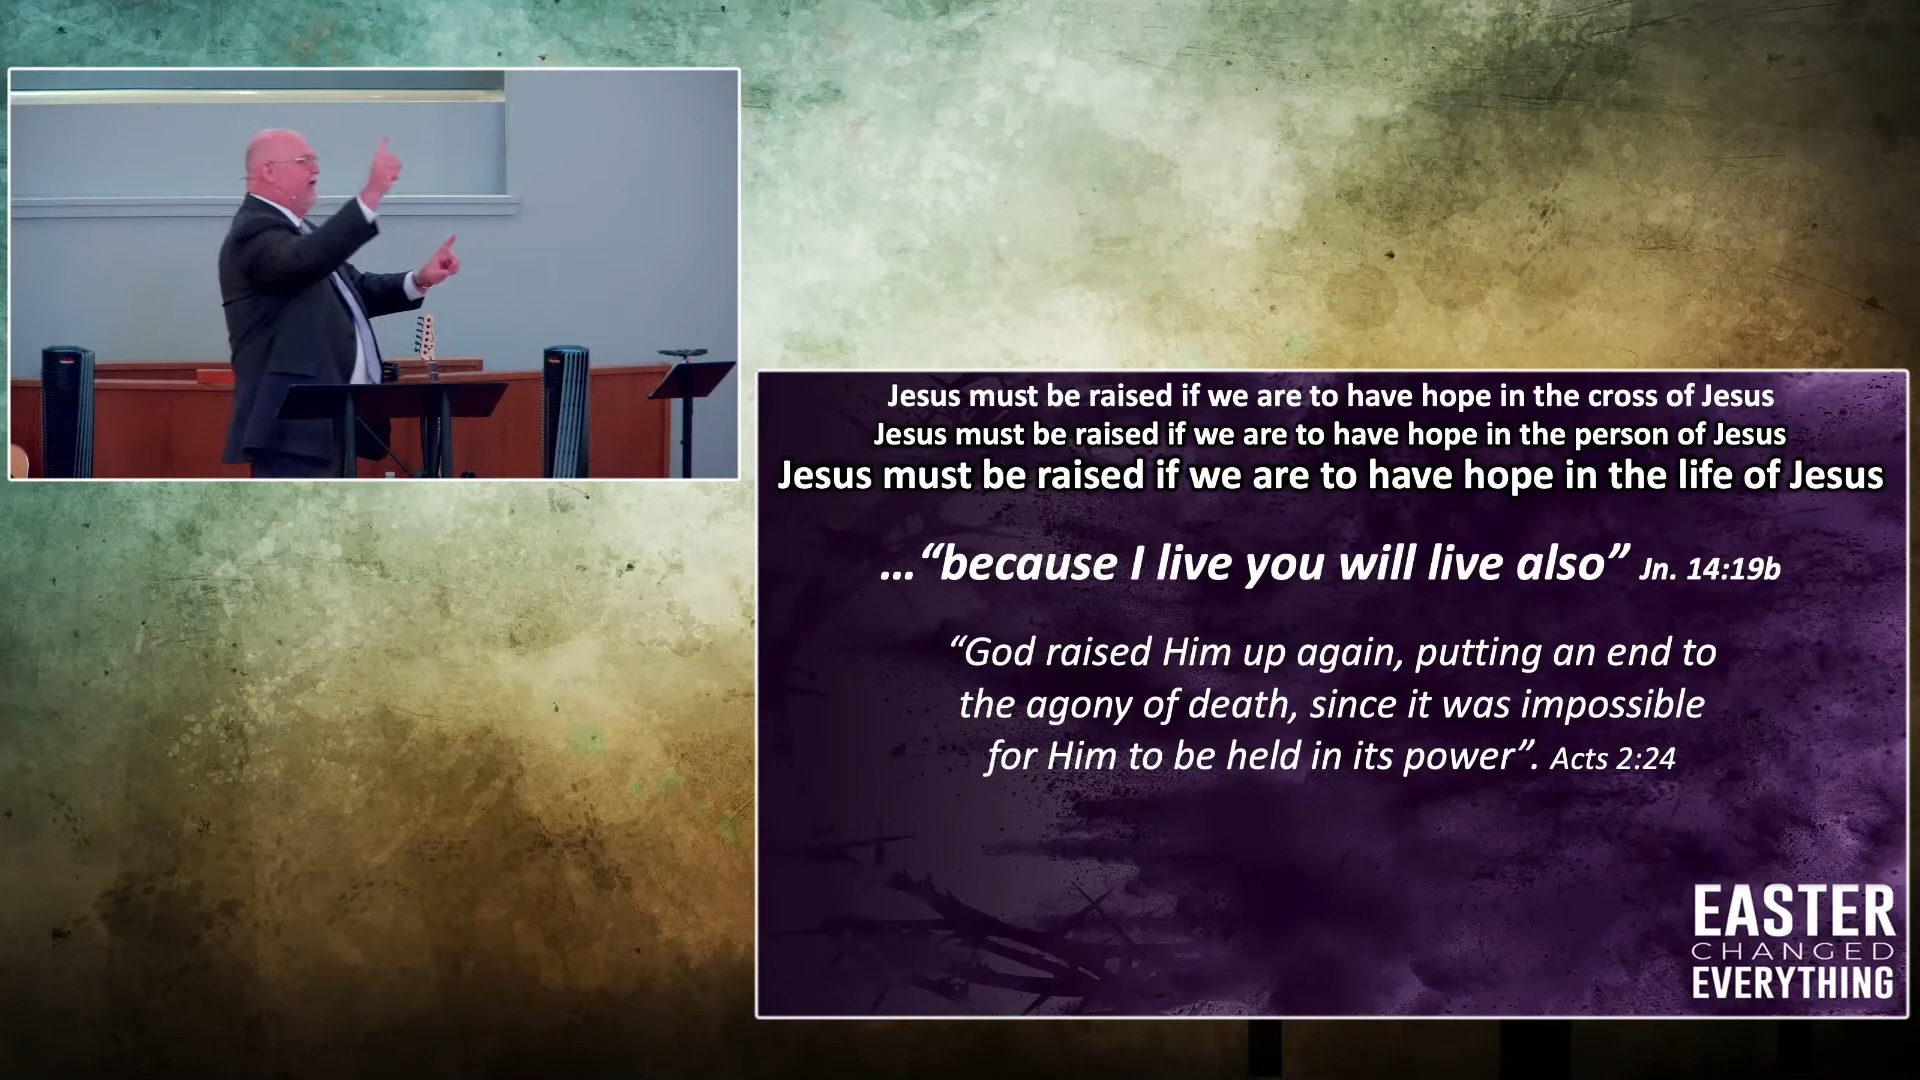 Jesus must be raised if we are to have hope in the cross of Jesus
Jesus must be raised if we are to have hope in the person of Jesus
Jesus must be raised if we are to have hope in the life of Jesus
…“because I live you will live also” Jn. 14:19b
“God raised Him up again, putting an end to
the agony of death, since it was impossible
for Him to be held in its power”. Acts 2:24
EASTER
CHANGED
EVERYTHING